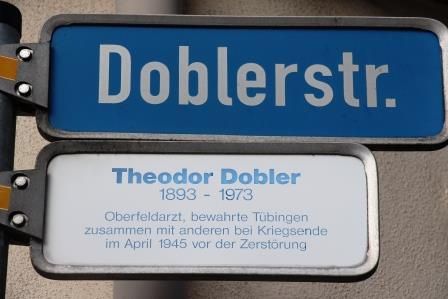 Doblerstr.
Theodor Dobler
1893 - 1973
Oberfeldarzt, bewahrte Tübingen
zusammen mit anderen bei Kriegsende
im April 1945 vor der Zerstörung